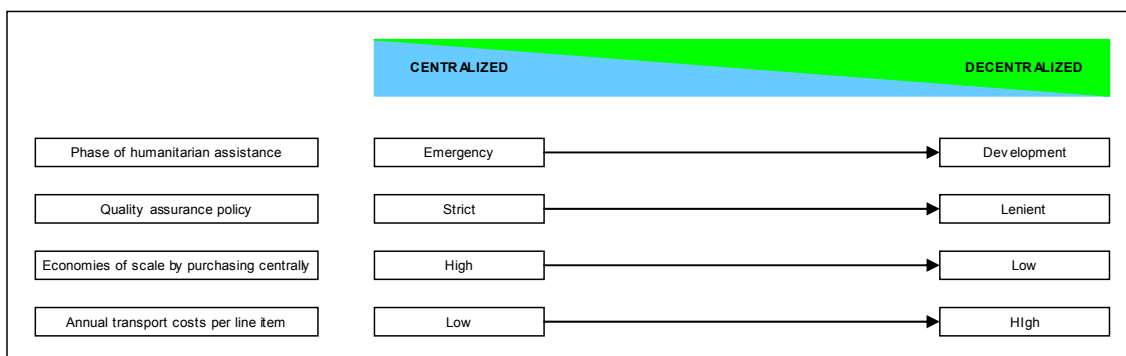 CENTRALIZED DECENTRALIZED
Phase of humanitarian assistance Emergency Development
Quality assurance policy Strict Lenient
Economies of scale by purchasing centrally High Low
Annual transport costs per line item Low HIgh